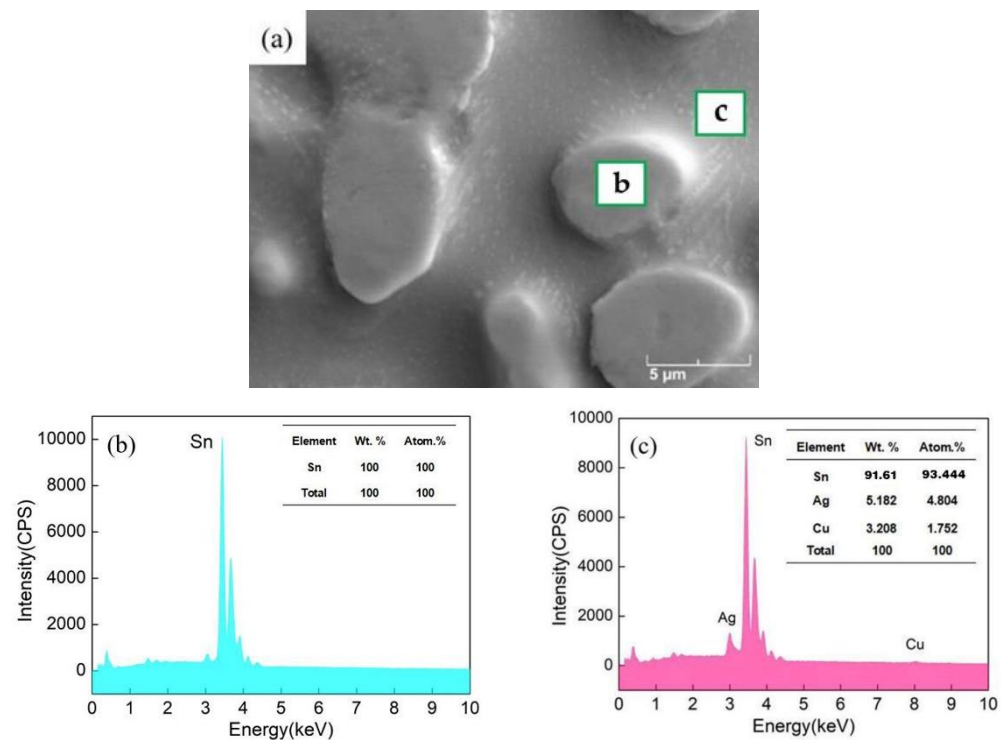 (a)
c
b
5 μm
(b)
Sn
Element Wt. % Atom.%
Sn 100 100
Total 100 100
10000
8000
6000
4000
2000
0
Intensity(CPS)
0 1 2 3 4 5 6 7 8 9 10
Energy(keV)
(c)
Sn
Element Wt. % Atom.%
Sn 91.61 93.444
Ag 5.182 4.804
Cu 3.208 1.752
Total 100 100
10000
8000
6000
4000
2000
0
Ag
Cu
Intensity(CPS)
0 1 2 3 4 5 6 7 8 9 10
Energy(keV)